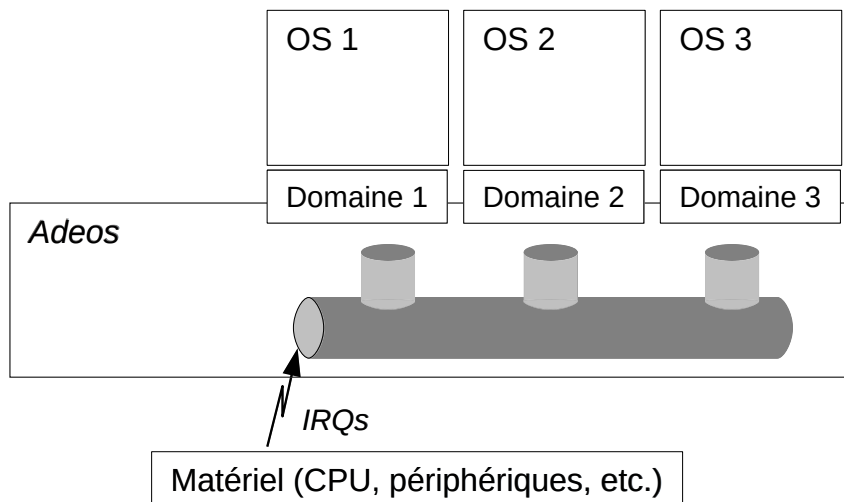 OS 1
OS 2
OS 3
Domaine 1
Domaine 2
Domaine 3
Adeos
IRQs
Matériel (CPU, périphériques, etc.)